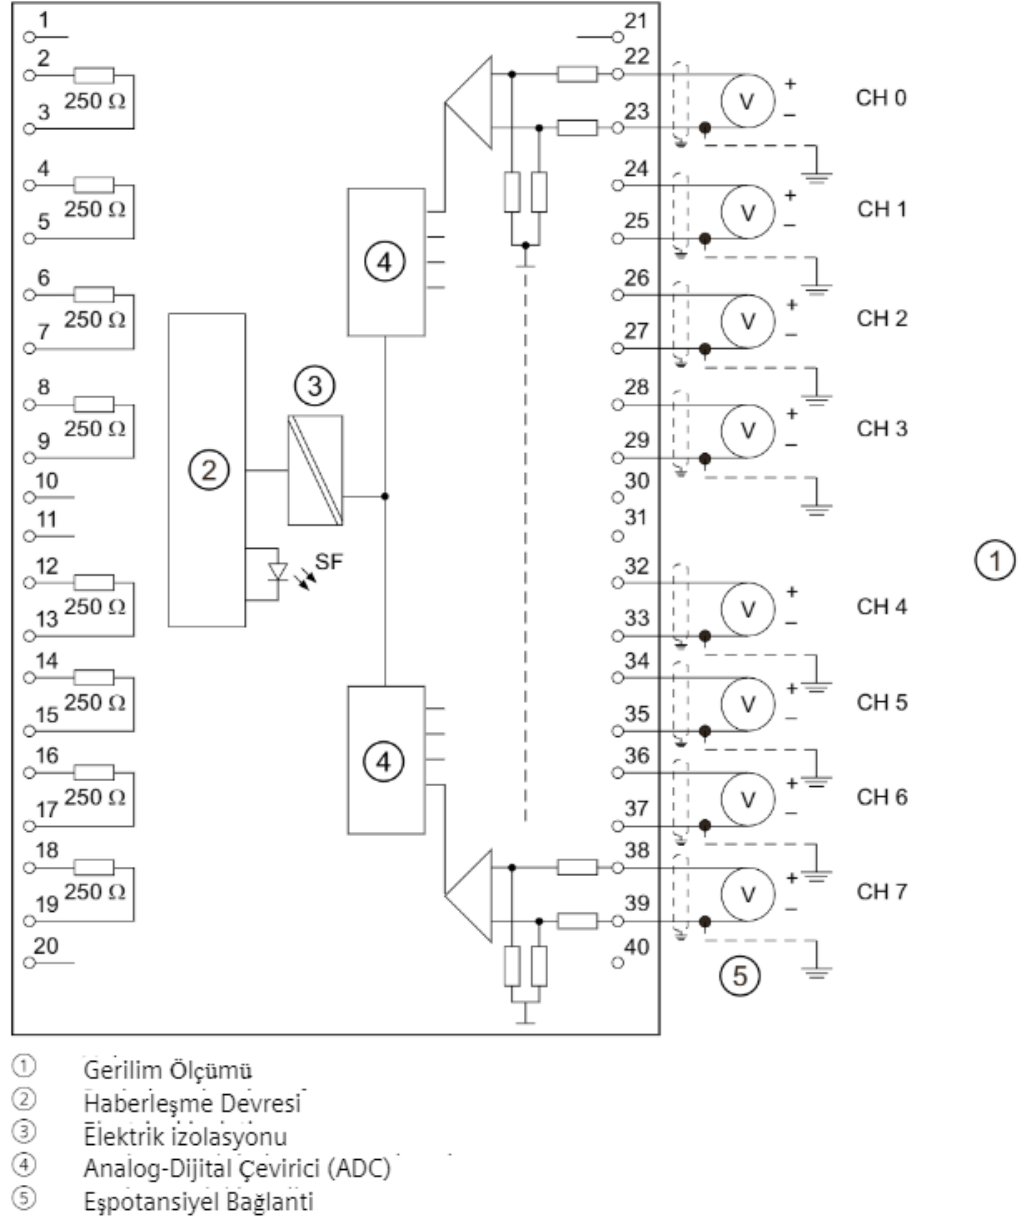 1
21
2
22
250 Ω
V
+
−
CH 0
3
23
4
24
250 Ω
V
+
−
CH 1
5
25
4
6
26
250 Ω
V
+
−
CH 2
7
27
3
8
28
250 Ω
V
+
−
CH 3
9
29
2
10
30
11
31
SF
1
12
32
250 Ω
V
+
−
CH 4
13
33
14
34
250 Ω
V
+
−
CH 5
15
35
4
16
36
250 Ω
V
+
−
CH 6
17
37
18
38
250 Ω
V
+
−
CH 7
19
39
20
40
5
① Gerilim Ölçümü
② Haberleşme Devresi
③ Elektrik izolasyonu
④ Analog-Dijital Çevirici (ADC)
⑤ Eşpotansiyel Bağlanti